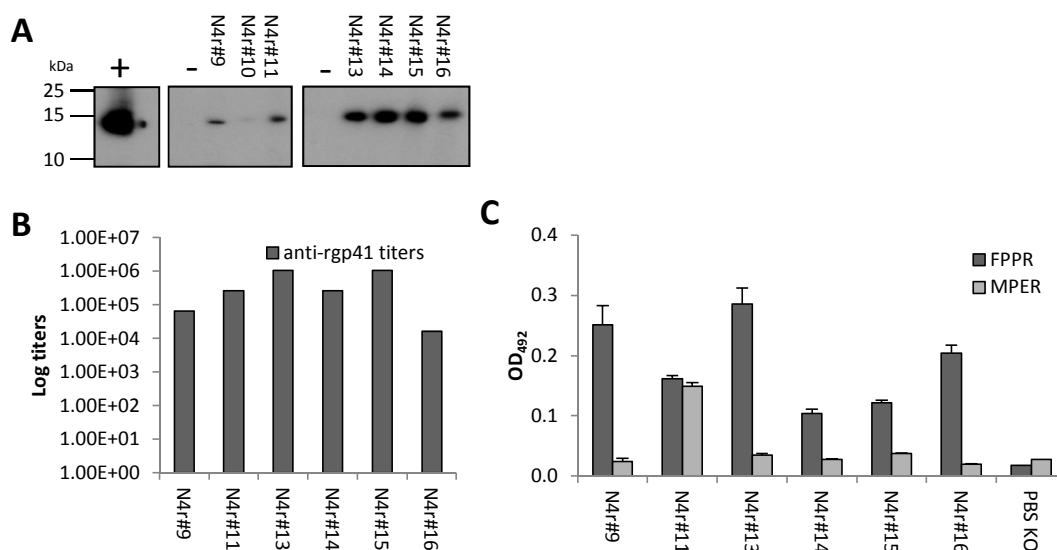 A
kDa
25
15
10
+
-
N4r#9
N4r#10
N4r#11
-
N4r#13
N4r#14
N4r#15
N4r#16
B
Log titers
1.00E+07
1.00E+06
1.00E+05
1.00E+04
1.00E+03
1.00E+02
1.00E+01
1.00E+00
anti-rgp41 titers
N4r#9
N4r#11
N4r#13
N4r#14
N4r#15
N4r#16
C
OD492
0.4
0.3
0.2
0.1
0.0
FPPR
MPER
N4r#9
N4r#11
N4r#13
N4r#14
N4r#15
N4r#16
PBS KO